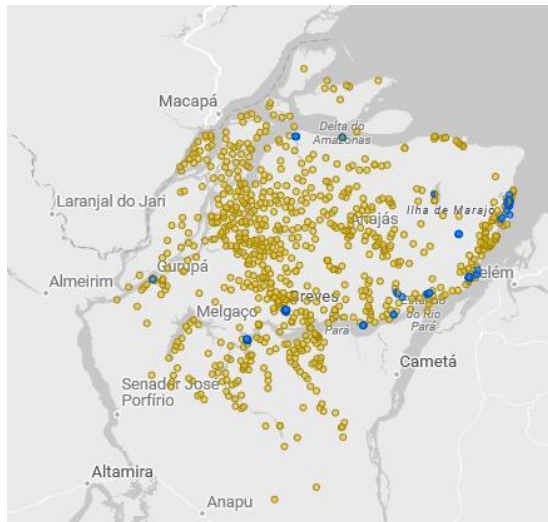 Macapá
Delta do
Amazonas
Laranjal do Jari
Ilha de Marajó
Anajás
Almeirim
Gurupá
Belém
Breves
Melgaço
Estuário
do Rio
Pará
Pará
Cametá
Senador José
Porfírio
Altamira
Anapu